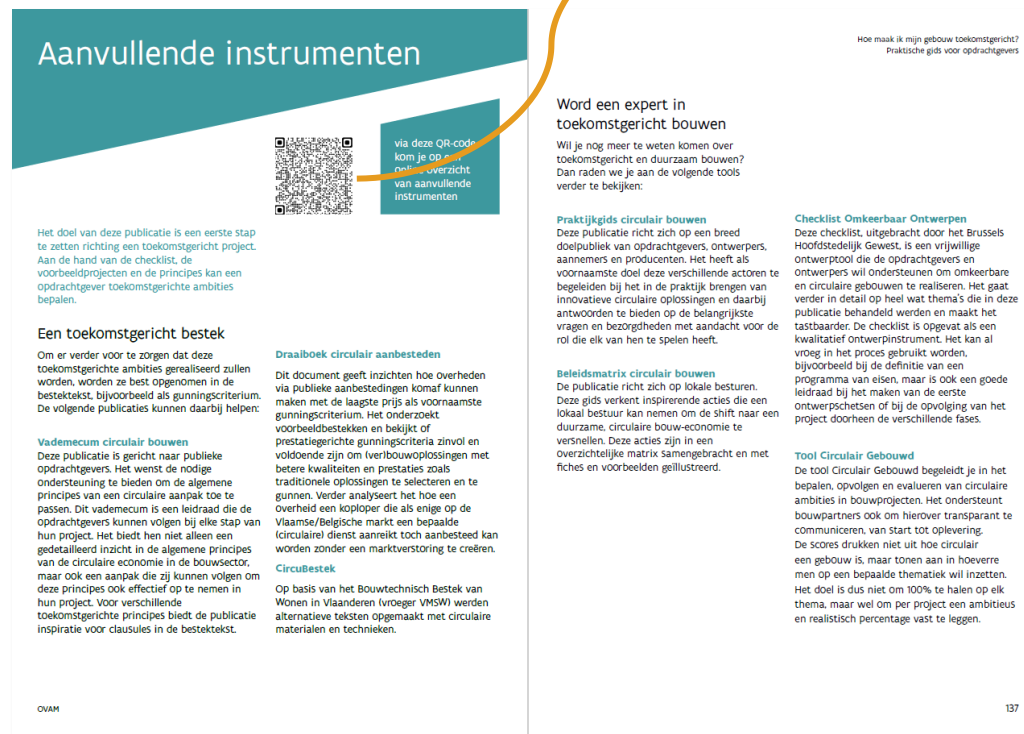 Aanvullende instrumenten
via deze QR-code
kom je op een
online overzicht
van aanvullende
instrumenten
Het doel van deze publicatie is een eerste stap
te zetten richting een toekomstgericht project.
Aan de hand van de checklist, de
voorbeeldprojecten en de principes kan een
opdrachtgever toekomstgerichte ambities
bepalen.
Een toekomstgericht bestek
Om er verder voor te zorgen dat deze
toekomstgerichte ambities gerealiseerd zullen
worden, worden ze best opgenomen in de
bestektekst, bijvoorbeeld als gunningscriterium.
De volgende publicaties kunnen daarbij helpen:
Vademecum circulair bouwen
Deze publicatie is gericht naar publieke
opdrachtgevers. Het wenst de nodige
ondersteuning te bieden om de algemene
principes van een circulaire aanpak toe te
passen. Dit vademecum is een leidraad die de
opdrachtgevers kunnen volgen bij elke stap van
hun project. Het biedt hen niet alleen een
gedetailleerd inzicht in de algemene principes
van de circulaire economie in de bouwsector,
maar ook een aanpak die zij kunnen volgen om
deze principes ook effectief op te nemen in
hun project. Voor verschillende
toekomstgerichte principes biedt de publicatie
inspiratie voor clausules in de bestektekst.
Draaiboek circulair aanbesteden
Dit document geeft inzichten hoe overheden
via publieke aanbestedingen komaf kunnen
maken met de laagste prijs als voornaamste
gunningscriterium. Het onderzoekt
voorbeeldbestekken en bekijkt of
prestatiegerichte gunningscriteria zinvol en
voldoende zijn om (ver)bouwoplossingen met
betere kwaliteiten en prestaties zoals
traditionele oplossingen te selecteren en te
gunnen. Verder analyseert het hoe een
overheid een koploper die als enige op de
Vlaamse/Belgische markt een bepaalde
(circulaire) dienst aanreikt toch aanbesteed kan
worden zonder een marktverstoring te creëren.
CircuBestek
Op basis van het Bouwtechnisch Bestek van
Wonen in Vlaanderen (vroeger VMSW) werden
alternatieve teksten opgemaakt met circulaire
materialen en technieken.
OVAM
Hoe maak ik mijn gebouw toekomstgericht?
Praktische gids voor opdrachtgevers
Word een expert in
toekomstgericht bouwen
Wil je nog meer te weten komen over
toekomstgericht en duurzaam bouwen?
Dan raden we je aan de volgende tools
verder te bekijken:
Praktijkgids circulair bouwen
Deze publicatie richt zich op een breed
doelpubliek van opdrachtgevers, ontwerpers,
aannemers en producenten. Het heeft als
voornaamste doel deze verschillende actoren te
begeleiden bij het in de praktijk brengen van
innovatieve circulaire oplossingen en daarbij
antwoorden te bieden op de belangrijkste
vragen en bezorgdheden met aandacht voor de
rol die elk van hen te spelen heeft.
Beleidsmatrix circulair bouwen
De publicatie richt zich op lokale besturen.
Deze gids verkent inspirerende acties die een
lokaal bestuur kan nemen om de shift naar een
duurzame, circulaire bouw-economie te
versnellen. Deze acties zijn in een
overzichtelijke matrix samengebracht en met
fiches en voorbeelden geïllustreerd.
Checklist Omkeerbaar Ontwerpen
Deze checklist, uitgebracht door het Brussels
Hoofdstedelijk Gewest, is een vrijwillige
ontwerptool die de opdrachtgevers en
ontwerpers wil ondersteunen om omkeerbare
en circulaire gebouwen te realiseren. Het gaat
verder in detail op heel wat thema's die in deze
publicatie behandeld werden en maakt het
tastbaarder. De checklist is opgevat als een
kwalitatief ontwerpinstrument. Het kan al
vroeg in het proces gebruikt worden,
bijvoorbeeld bij de definitie van een
programma van eisen, maar is ook een goede
leidraad bij het maken van de eerste
ontwerpschetsen of bij de opvolging van het
project doorheen de verschillende fases.
Tool Circulair Gebouwd
De tool Circulair Gebouwd begeleidt je in het
bepalen, opvolgen en evalueren van circulaire
ambities in bouwprojecten. Het ondersteunt
bouwpartners ook om hierover transparant te
communiceren, van start tot oplevering.
De scores drukken niet uit hoe circulair
een gebouw is, maar tonen aan in hoeverre
men op een bepaalde thematiek wil inzetten.
Het doel is dus niet om 100% te halen op elk
thema, maar wel om per project een ambitieus
en realistisch percentage vast te leggen.
137